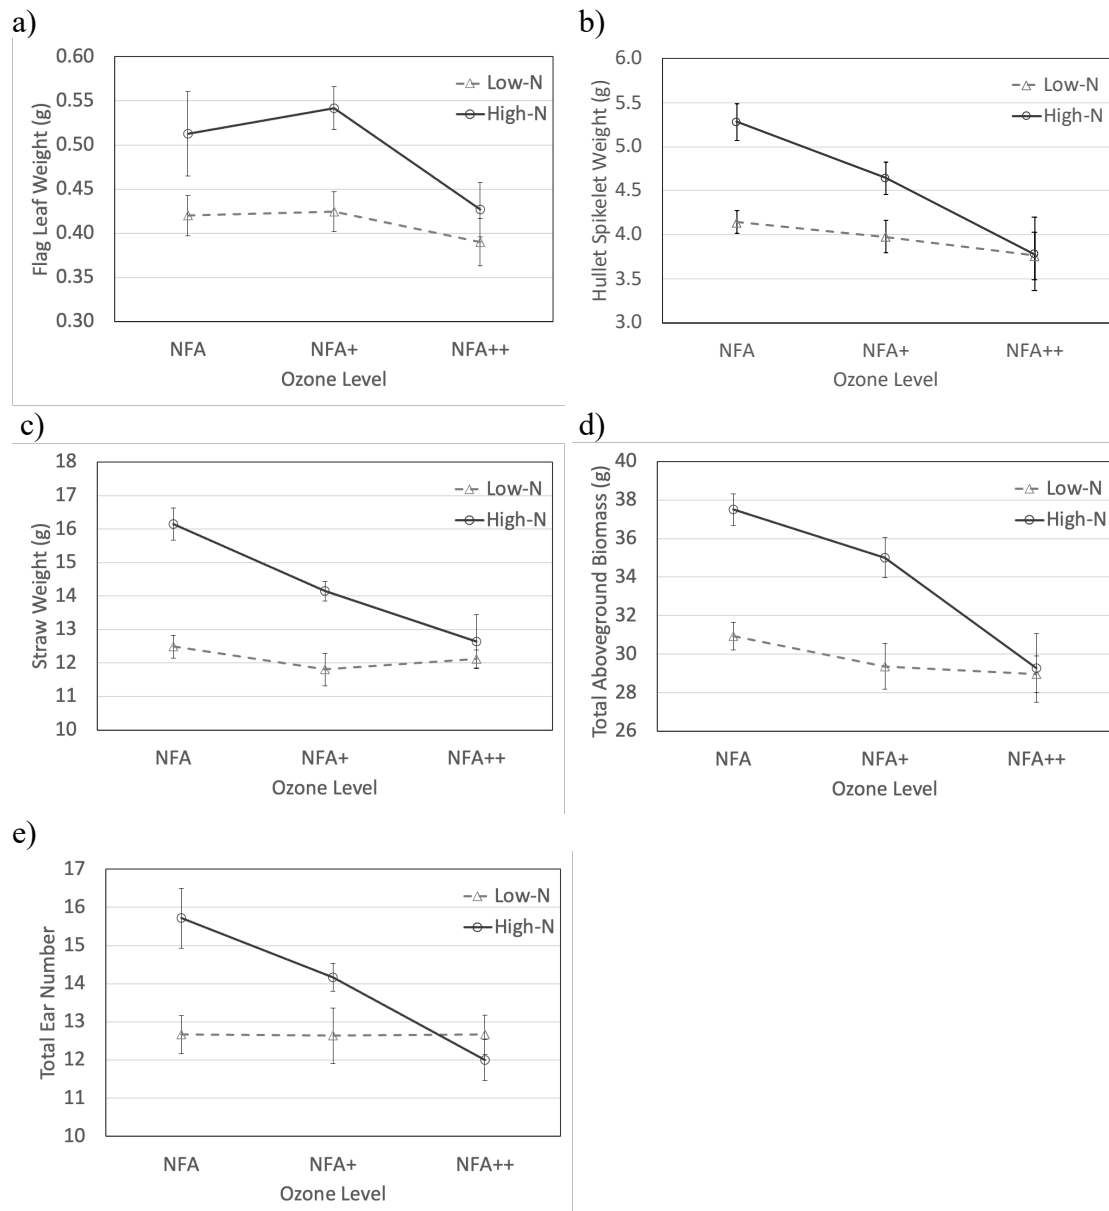 a)
0.60
0.55
0.50
0.45
0.40
0.35
0.30
Flag Leaf Weight (g)
Low-N
High-N
NFA NFA+ NFA++
Ozone Level
b)
6.0
5.5
5.0
4.5
4.0
3.5
3.0
Hullet Spikelet Weight (g)
Low-N
High-N
NFA NFA+ NFA++
Ozone Level
c)
18
17
16
15
14
13
12
11
10
Straw Weight (g)
Low-N
High-N
NFA NFA+ NFA++
Ozone Level
d)
40
38
36
34
32
30
28
26
Total Aboveground Biomass (g)
Low-N
High-N
NFA NFA+ NFA++
Ozone Level
e)
17
16
15
14
13
12
11
10
Total Ear Number
Low-N
High-N
NFA NFA+ NFA++
Ozone Level